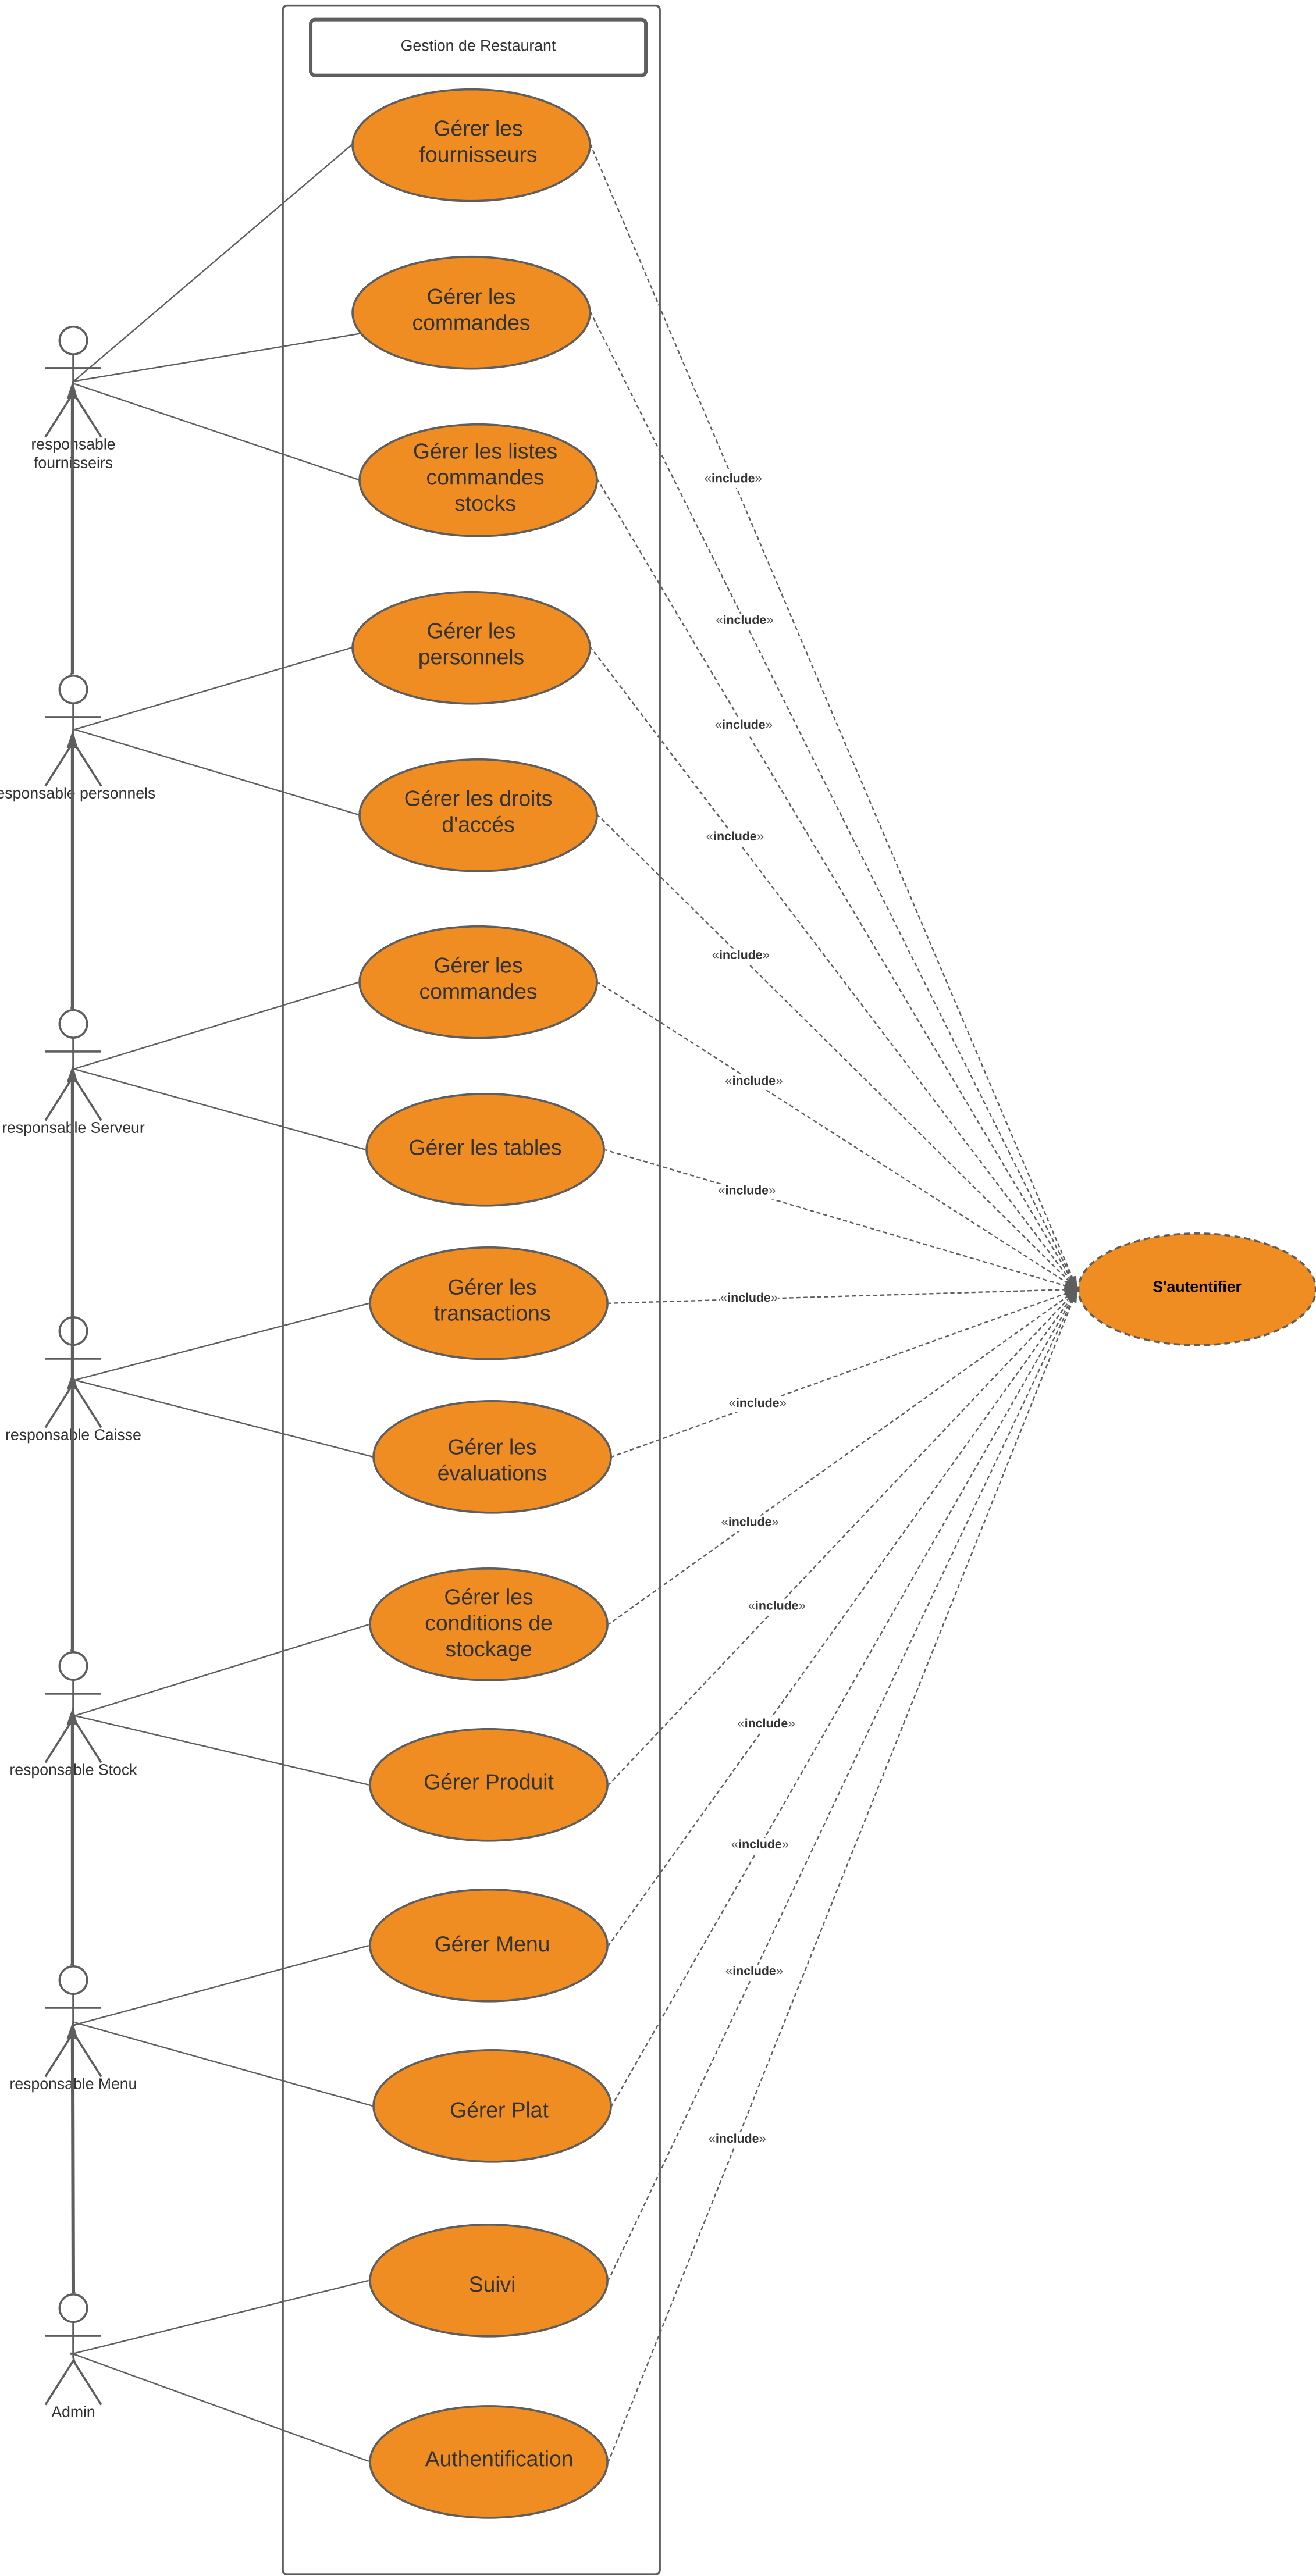 Gestion de Restaurant
Gérer les
fournisseurs
Gérer les
commandes
responsable
fournisseirs
Gérer les listes
commandes
stocks
«include»
«include»
Gérer les
personnels
«include»
esponsable personnels
Gérer les droits
d'accés
«include»
«include»
Gérer les
commandes
«include»
responsable Serveur
Gérer les tables
«include»
Gérer les
transactions
«include»
S'autentifier
responsable Caisse
«include»
Gérer les
évaluations
«include»
Gérer les
conditions de
stockage
«include»
responsable Stock
Gérer Produit
«include»
«include»
Gérer Menu
«include»
responsable Menu
Gérer Plat
«include»
Suivi
Admin
Authentification